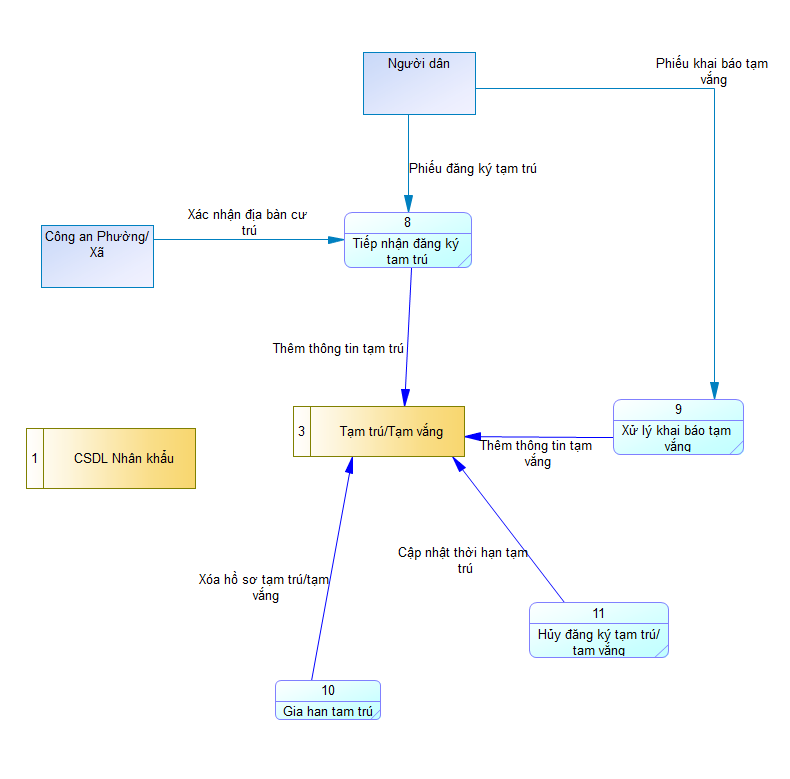 Người dân
Phiếu khai báo tạm
vắng
Phiếu đăng ký tạm trú
Xác nhận địa bàn cư
trú
Công an Phường/
Xã
8
Tiếp nhận đăng ký
tạm trú
Thêm thông tin tạm trú
3
Tạm trú/Tạm vắng
9
Xử lý khai báo tạm
vắng
Thêm thông tin tạm
vắng
1
CSDL Nhân khẩu
Cập nhật thời hạn tạm
trú
Xóa hồ sơ tạm trú/tạm
vắng
11
Hủy đăng ký tạm trú/
tạm vắng
10
Gia hạn tạm trú